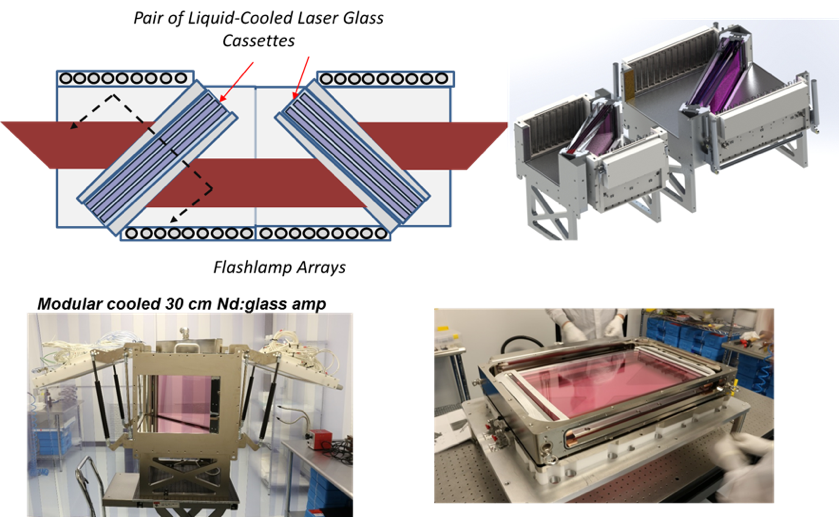 Pair of Liquid-Cooled Laser Glass
Cassettes
Flashlamp Arrays
Modular cooled 30 cm Nd:glass amp